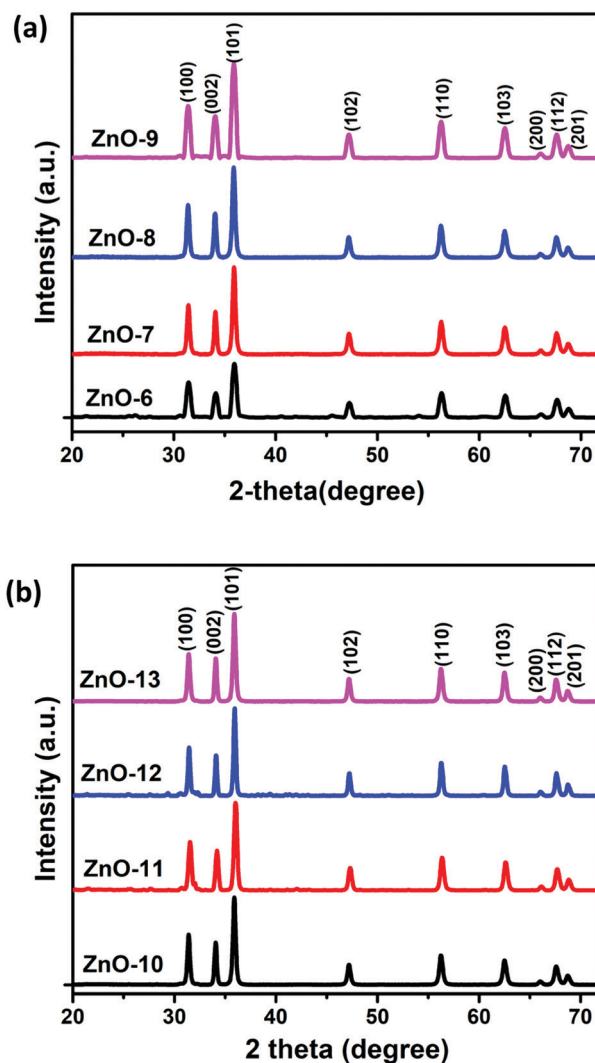 (a)
(100)
(002)
(101)
(102)
(110)
(103)
(200)
(112)
(201)
ZnO-9
ZnO-8
ZnO-7
ZnO-6
Intensity (a.u.)
20 30 40 50 60 70
2-theta(degree)
(b)
(100)
(002)
(101)
(102)
(110)
(103)
(200)
(112)
(201)
ZnO-13
ZnO-12
ZnO-11
ZnO-10
Intensity (a.u.)
20 30 40 50 60 70
2 theta (degree)